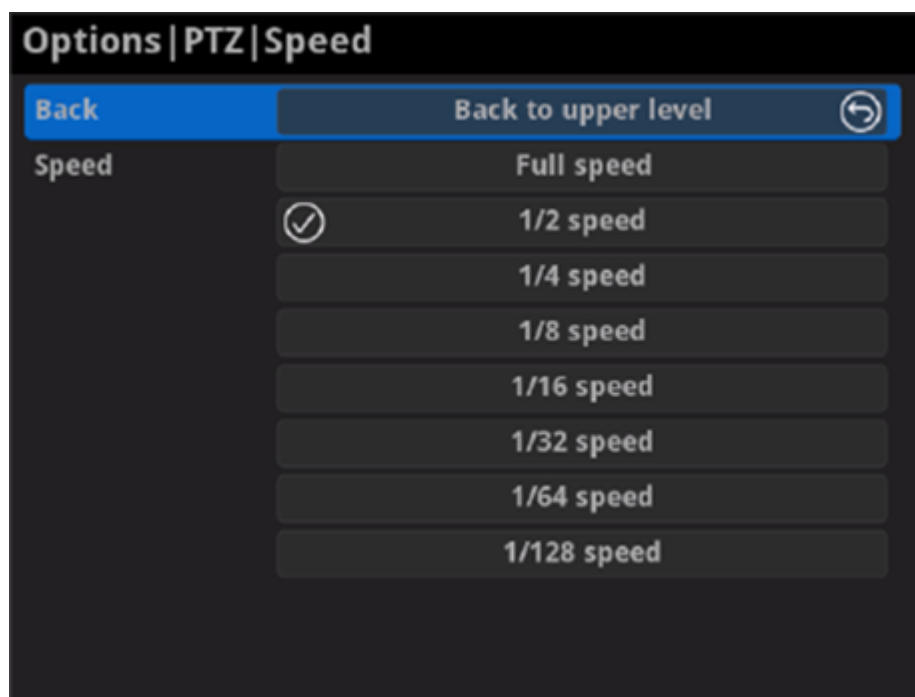 Options|PTZ|Speed
Back Back to upper level
Speed Full speed
1/2 speed
1/4 speed
1/8 speed
1/16 speed
1/32 speed
1/64 speed
1/128 speed